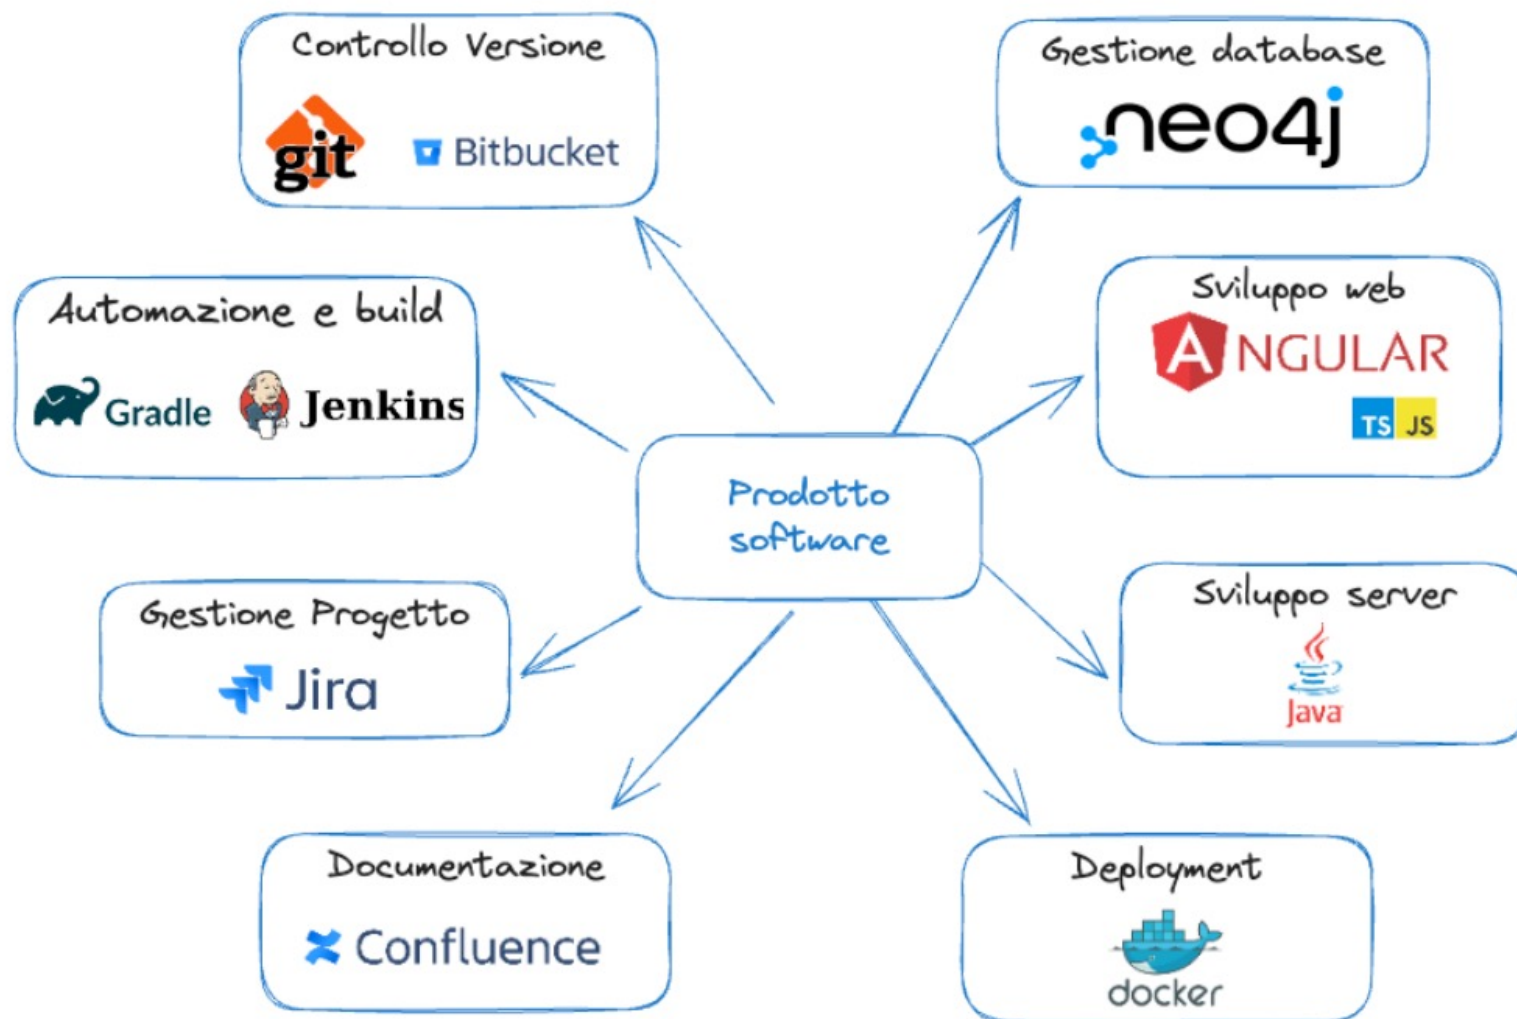 Controllo Versione
git
Bitbucket
Gestione database
neo4j
Automazione e build
Gradle
Jenkins
Sviluppo web
ANGULAR
TS JS
Prodotto
software
Gestione Progetto
Jira
Sviluppo server
Java
Documentazione
Confluence
Deployment
docker